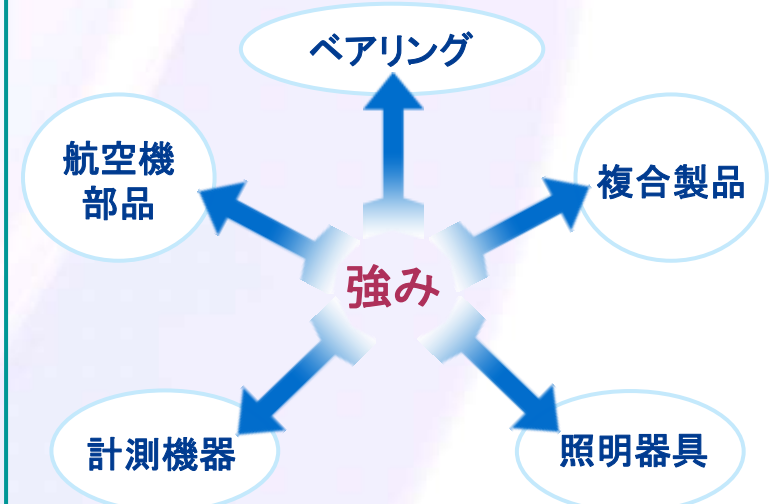 ベアリング
航空機
部品
複合製品
強み
計測機器
照明器具